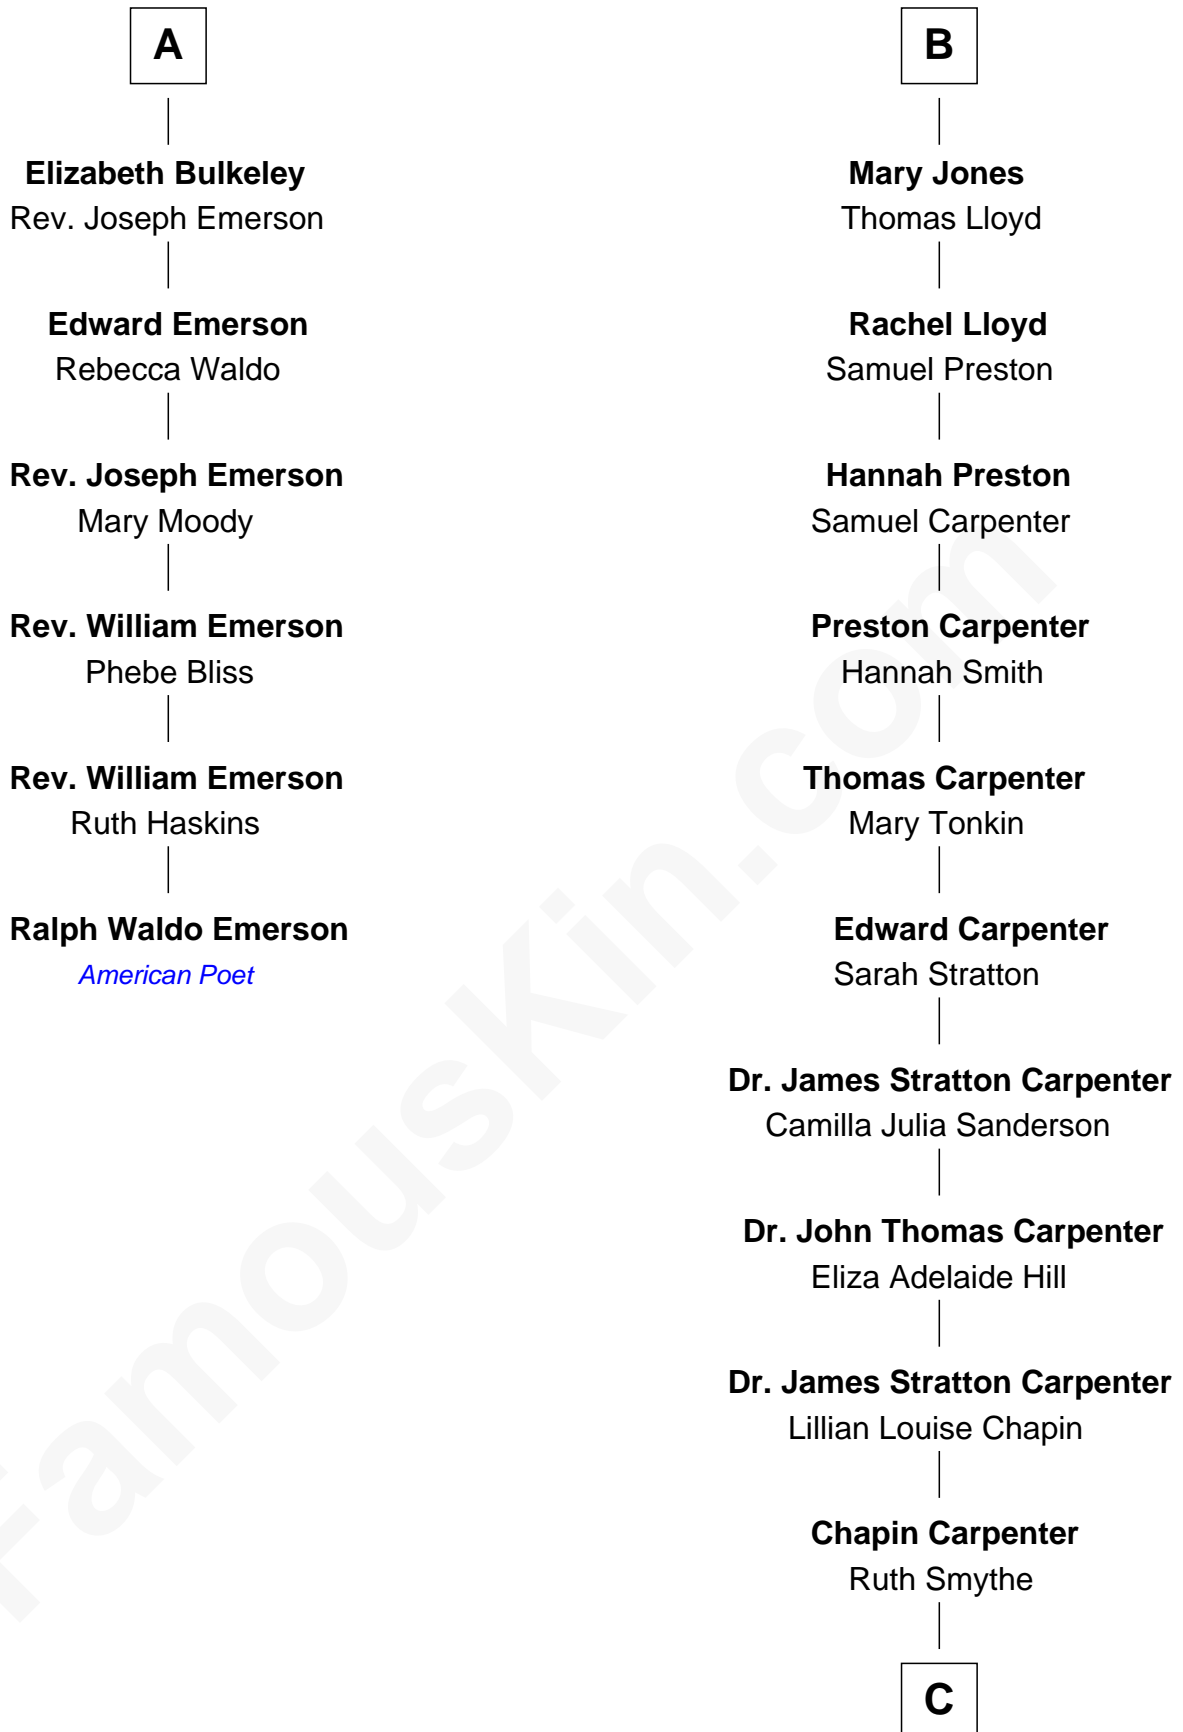 A
Elizabeth Bulkeley
Rev. Joseph Emerson
Edward Emerson
Rebecca Waldo
Rev. Joseph Emerson
Mary Moody
Rev. William Emerson
Phebe Bliss
Rev. William Emerson
Ruth Haskins
Ralph Waldo Emerson
American Poet
B
Mary Jones
Thomas Lloyd
Rachel Lloyd
Samuel Preston
Hannah Preston
Samuel Carpenter
Preston Carpenter
Hannah Smith
Thomas Carpenter
Mary Tonkin
Edward Carpenter
Sarah Stratton
Dr. James Stratton Carpenter
Camilla Julia Sanderson
Dr. John Thomas Carpenter
Eliza Adelaide Hill
Dr. James Stratton Carpenter
Lillian Louise Chapin
Chapin Carpenter
Ruth Smythe
C
FamousKin.com